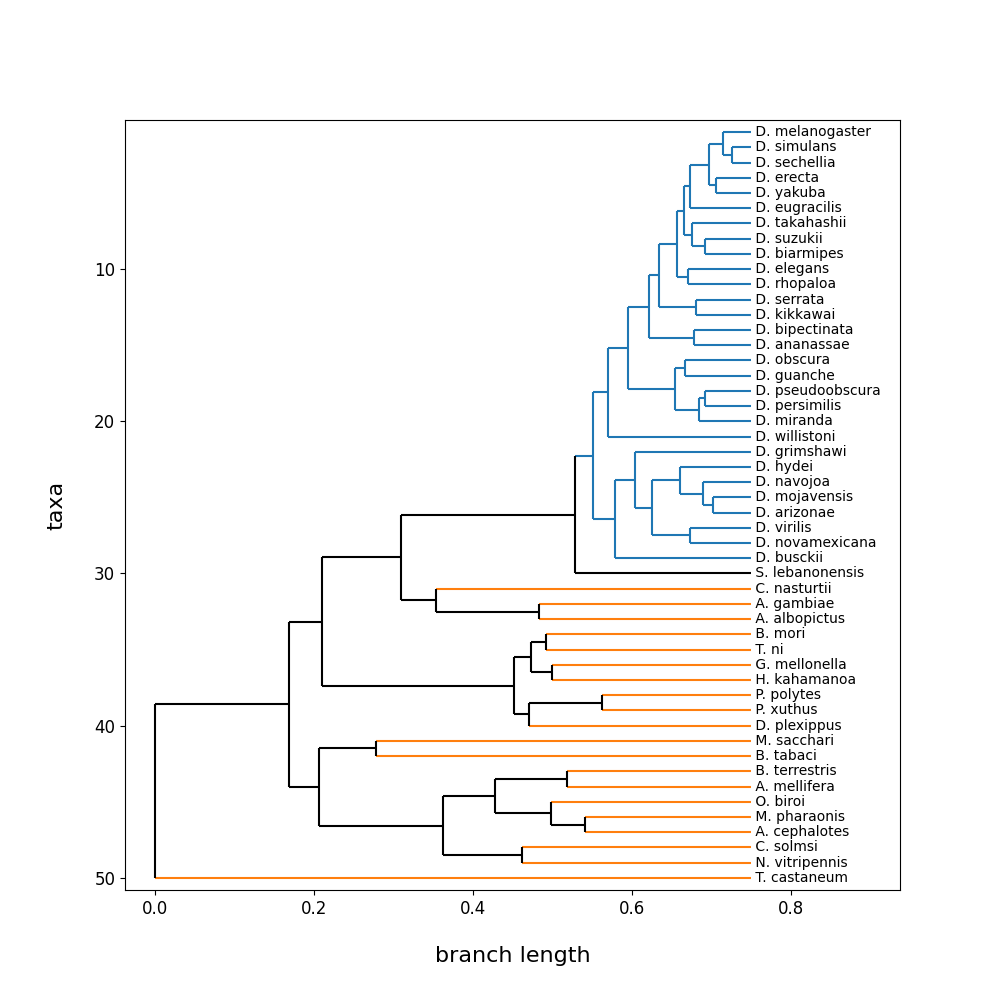 D. melanogaster
D. simulans
D. sechellia
D. erecta
D. yakuba
D. eugracilis
D. takahashii
D. suzukii
D. biarmipes
10
D. elegans
D. rhopaloa
D. serrata
D. kikkawai
D. bipectinata
D. ananassae
D. obscura
D. guanche
D. pseudoobscura
D. persimilis
20
D. miranda
D. willistoni
D. grimshawi
D. hydei
D. navojoa
D. mojavensis
D. arizonae
D. virilis
D. novamexicana
D. busckii
30
S. lebanonensis
C. nasturtii
A. gambiae
A. albopictus
B. mori
T. ni
G. mellonella
H. kahamanoa
P. polytes
P. xuthus
40
D. plexippus
M. sacchari
B. tabaci
B. terrestris
A. mellifera
O. biroi
M. pharaonis
A. cephalotes
C. solmsi
N. vitripennis
50
T. castaneum
taxa
0.0 0.2 0.4 0.6 0.8
branch length